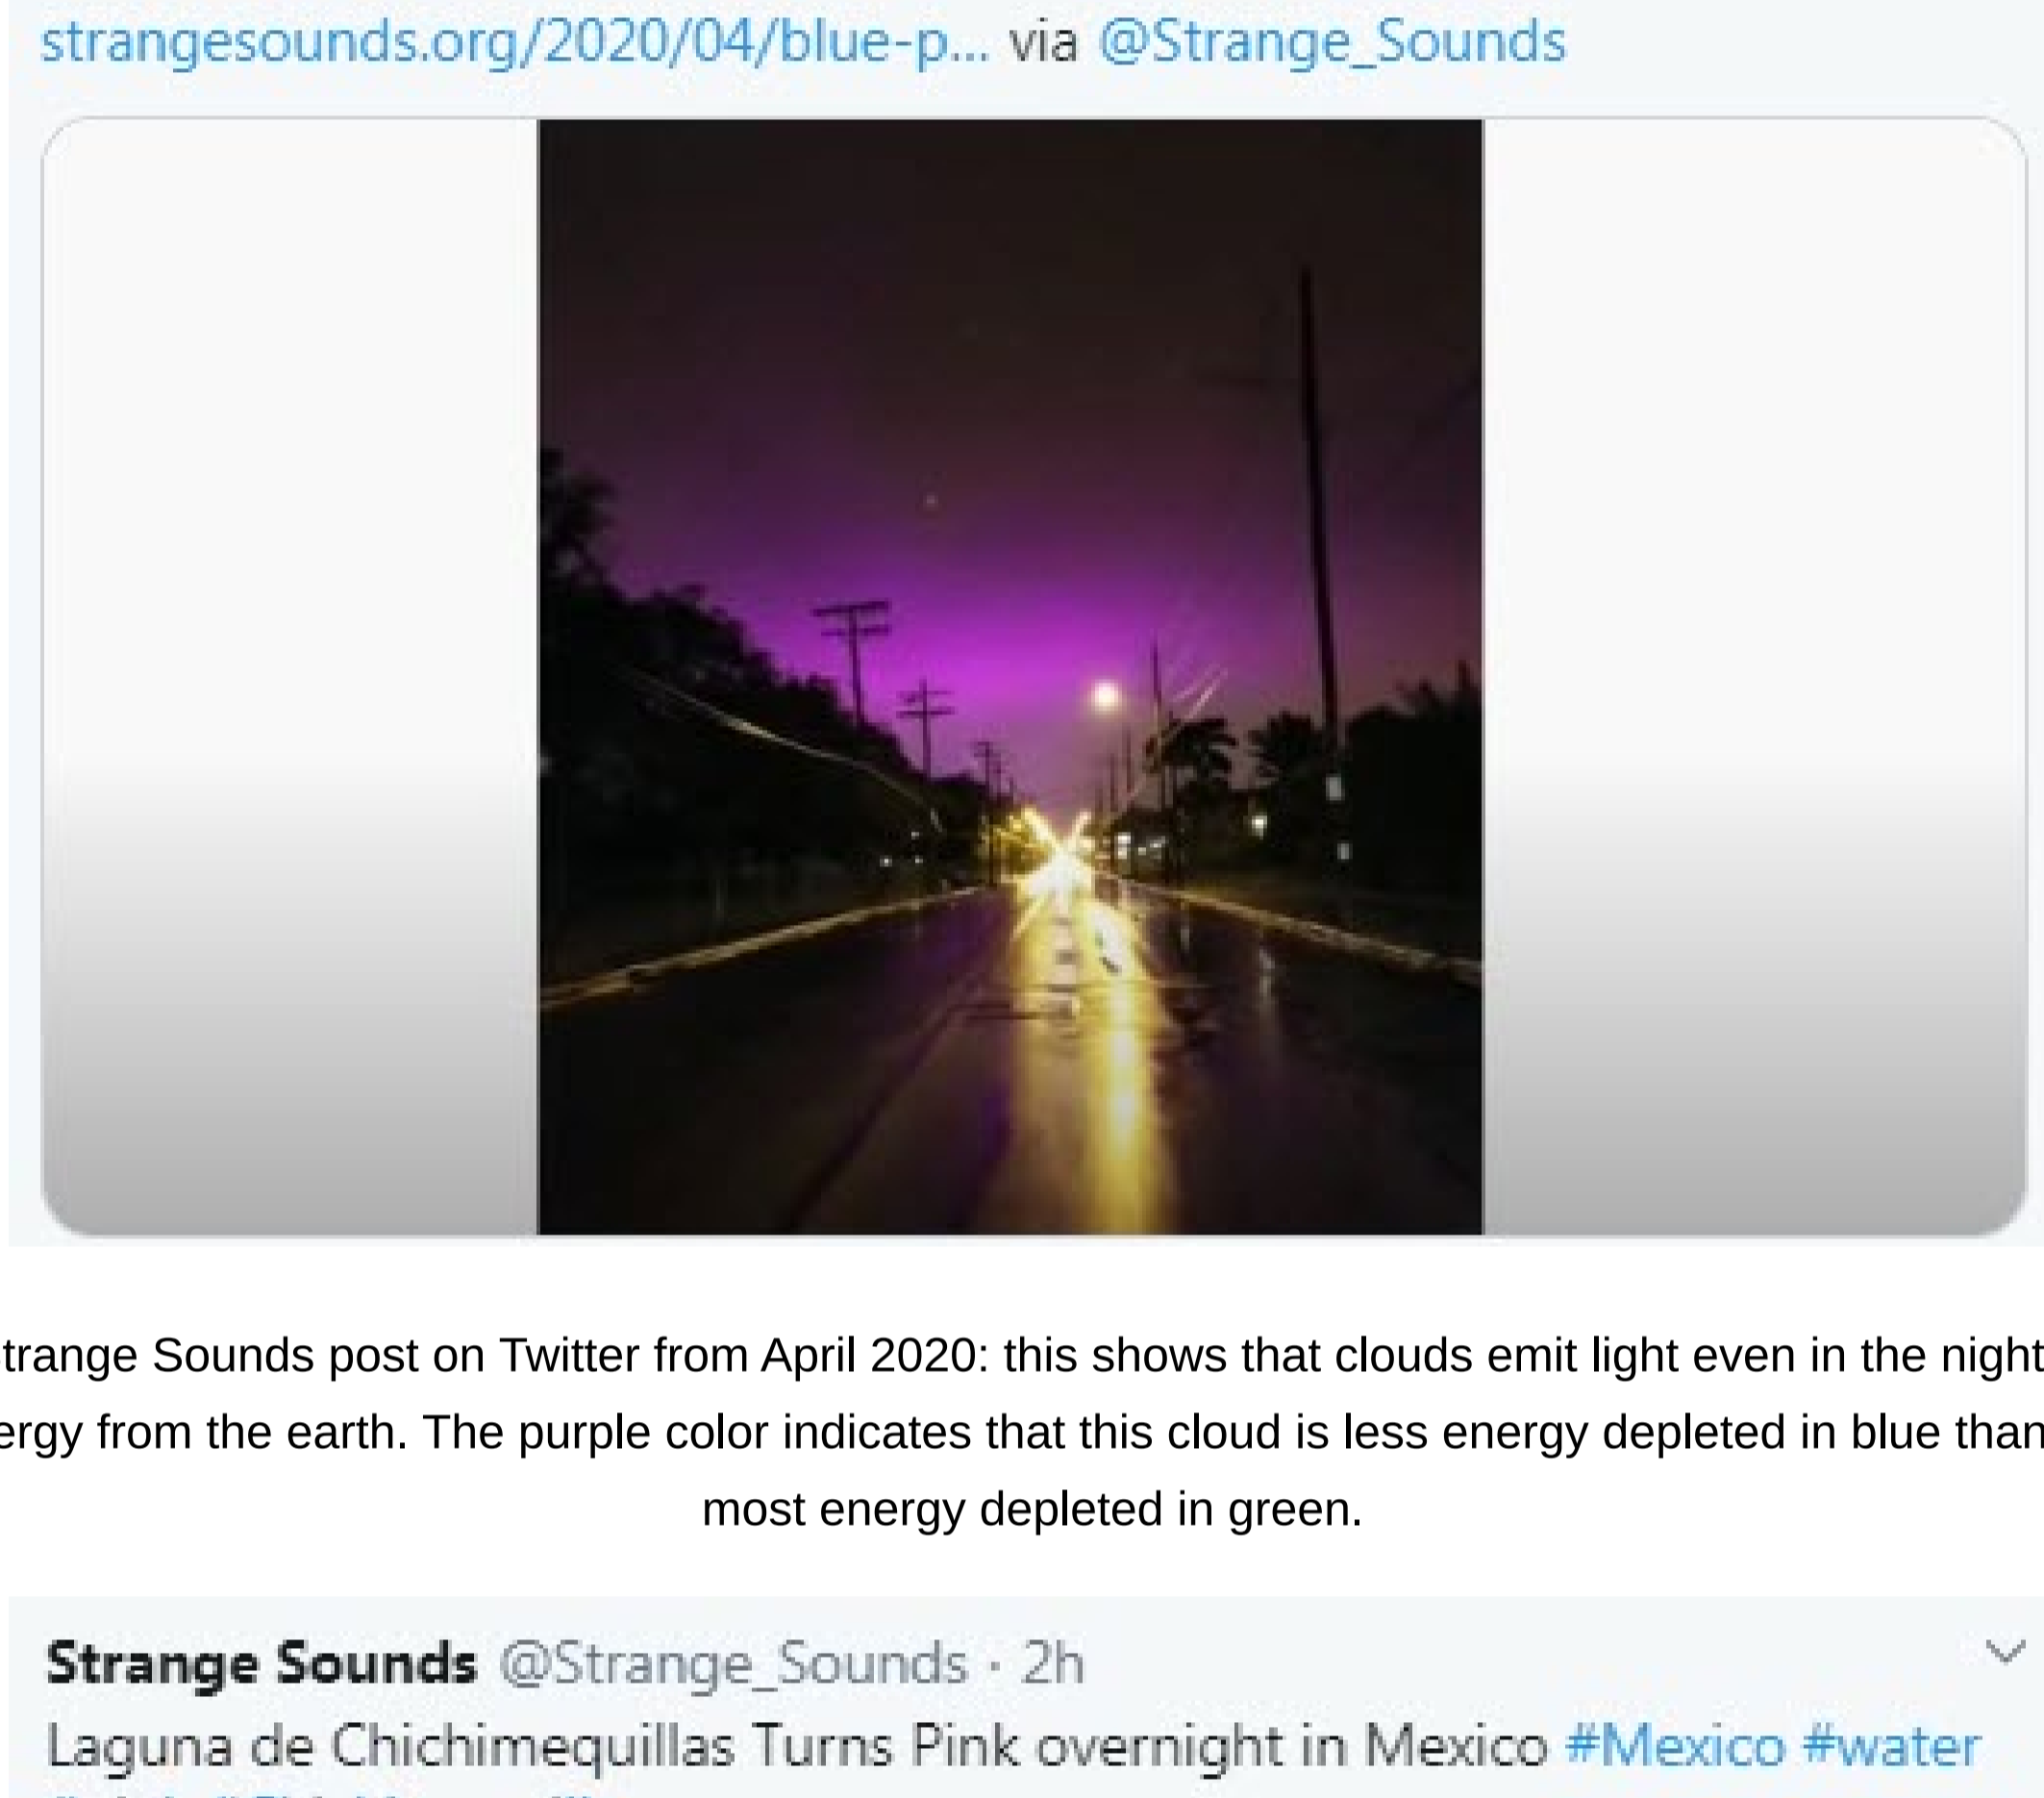 strangesounds.org/2020/04/blue-p... via @Strange_Sounds
trange Sounds post on Twitter from April 2020: this shows that clouds emit light even in the night
ergy from the earth. The purple color indicates that this cloud is less energy depleted in blue than
most energy depleted in green.
Strange Sounds @Strange_Sounds · 2h
Laguna de Chichimequillas Turns Pink overnight in Mexico #Mexico #water